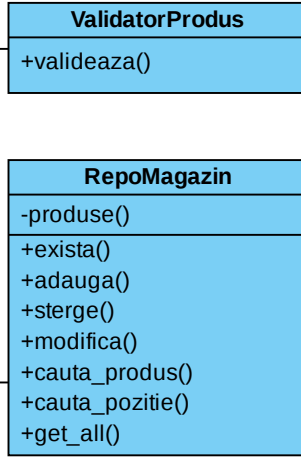 ValidatorProdus
+valideaza()
RepoMagazin
-produse()
+exista()
+adauga()
+sterge()
+modifica()
+cauta_produs()
+cauta_pozitie()
+get_all()